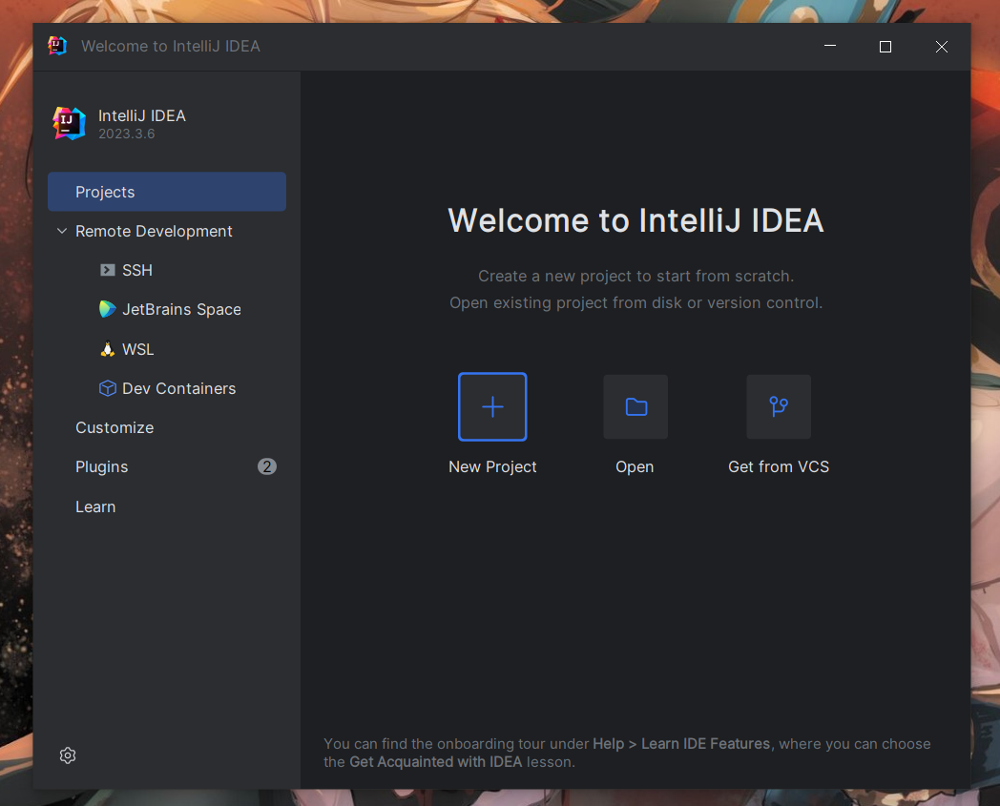 Welcome to IntelliJ IDEA
IntelliJ IDEA
2023.3.6
Projects
Remote Development
SSH
JetBrains Space
WSL
Dev Containers
Customize
Plugins 2
Learn
Welcome to IntelliJ IDEA
Create a new project to start from scratch.
Open existing project from disk or version control.
New Project Open Get from VCS
You can find the onboarding tour under Help > Learn IDE Features, where you can choose
the Get Acquainted with IDEA lesson.